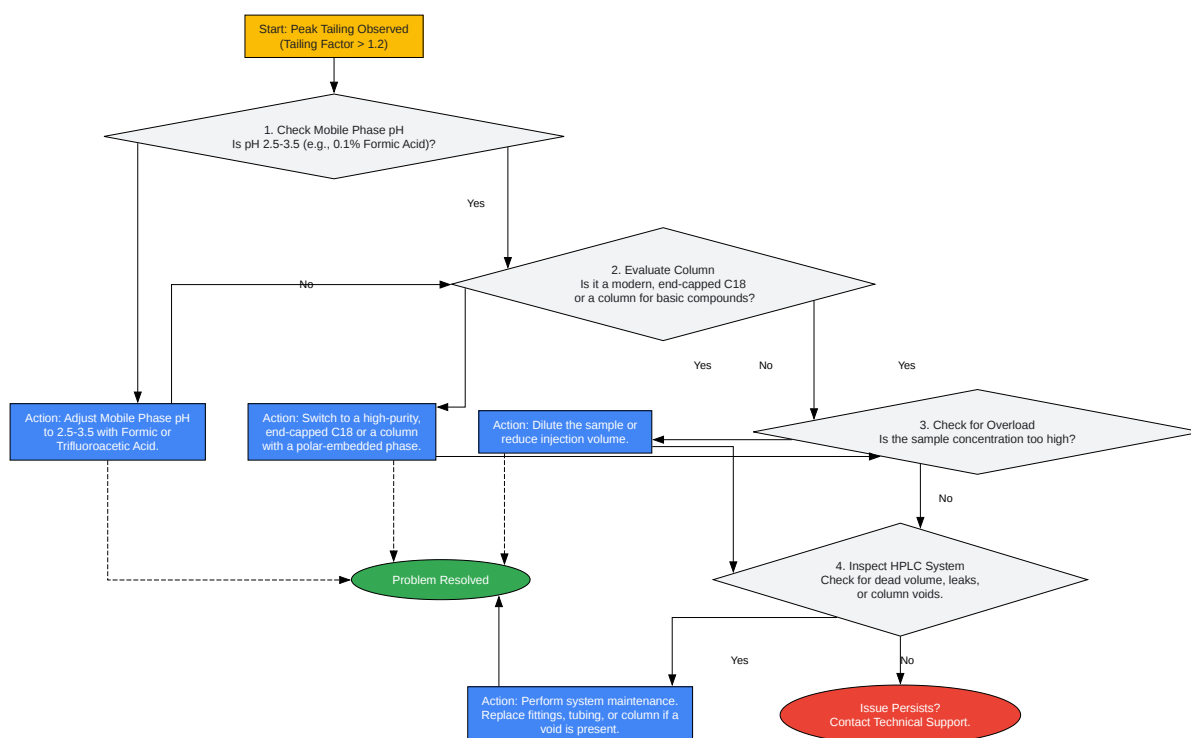 Start: Peak Tailing Observed
(Tailing Factor > 1.2)
1. Check Mobile Phase pH
Is pH 2.5-3.5 (e.g., 0.1% Formic Acid)?
Yes
2. Evaluate Column
Is it a modern, end-capped C18
or a column for basic compounds?
No
Yes
No
Yes
Action: Adjust Mobile Phase pH
to 2.5-3.5 with Formic or
Trifluoroacetic Acid.
Action: Switch to a high-purity,
end-capped C18 or a column
with a polar-embedded phase.
Action: Dilute the sample or
reduce injection volume.
3. Check for Overload
Is the sample concentration too high?
No
4. Inspect HPLC System
Check for dead volume, leaks,
or column voids.
Problem Resolved
Yes
No
Action: Perform system maintenance.
Replace fittings, tubing, or column if a
void is present.
Issue Persists?
Contact Technical Support.